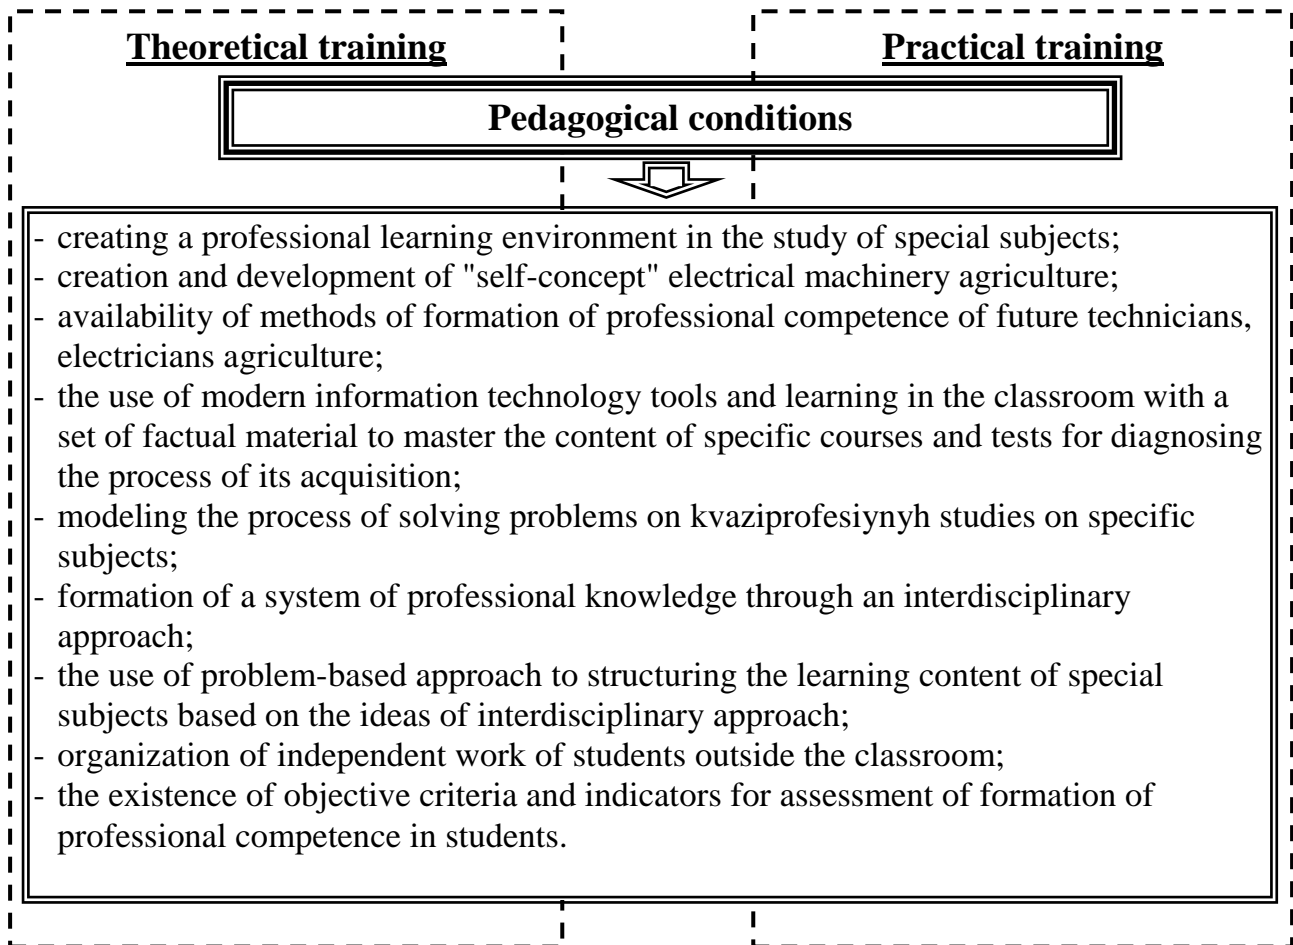 Theoretical training
Practical training
Pedagogical conditions
- creating a professional learning environment in the study of special subjects;
- creation and development of "self-concept" electrical machinery agriculture;
- availability of methods of formation of professional competence of future technicians,
electricians agriculture;
- the use of modern information technology tools and learning in the classroom with a
set of factual material to master the content of specific courses and tests for diagnosing
the process of its acquisition;
- modeling the process of solving problems on kvaziprofesiynyh studies on specific
subjects;
- formation of a system of professional knowledge through an interdisciplinary
approach;
- the use of problem-based approach to structuring the learning content of special
subjects based on the ideas of interdisciplinary approach;
- organization of independent work of students outside the classroom;
- the existence of objective criteria and indicators for assessment of formation of
professional competence in students.